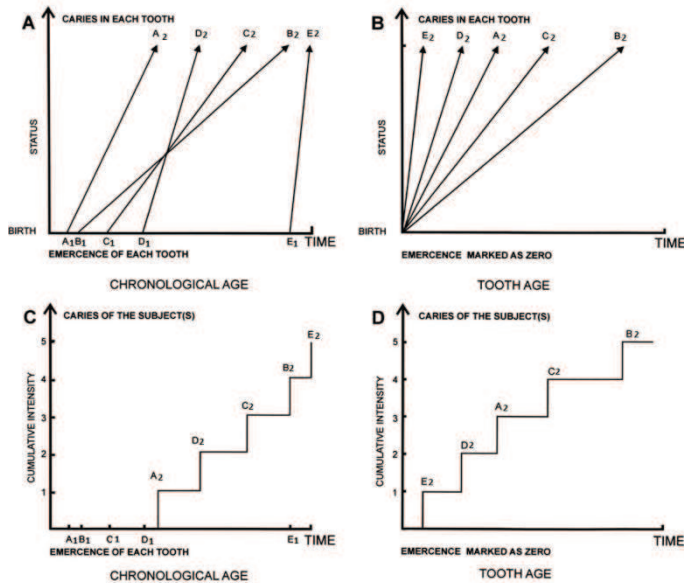 A CARIES IN EACH TOOTH
A2 D2 C2 B2 E2
STATUS
BIRTH
A1 B1 C1 D1 E1 TIME
EMERCENCE OF EACH TOOTH
CHRONOLOGICAL AGE
B CARIES IN EACH TOOTH
E2 D2 A2 C2 B2
STATUS
BIRTH
TIME
EMERCENCE MARKED AS ZERO
TOOTH AGE
C CARIES OF THE SUBJECT(S)
E2
5
B2
4
C2
3
D2
2
A2
1
CUMULATIVE INTENSITY
A1 B1 C1 D1 E1 TIME
EMERCENCE OF EACH TOOTH
CHRONOLOGICAL AGE
D CARIES OF THE SUBJECT(S)
B2
5
C2
4
A2
3
D2
2
E2
1
CUMULATIVE INTENSITY
TIME
EMERCENCE MARKED AS ZERO
TOOTH AGE